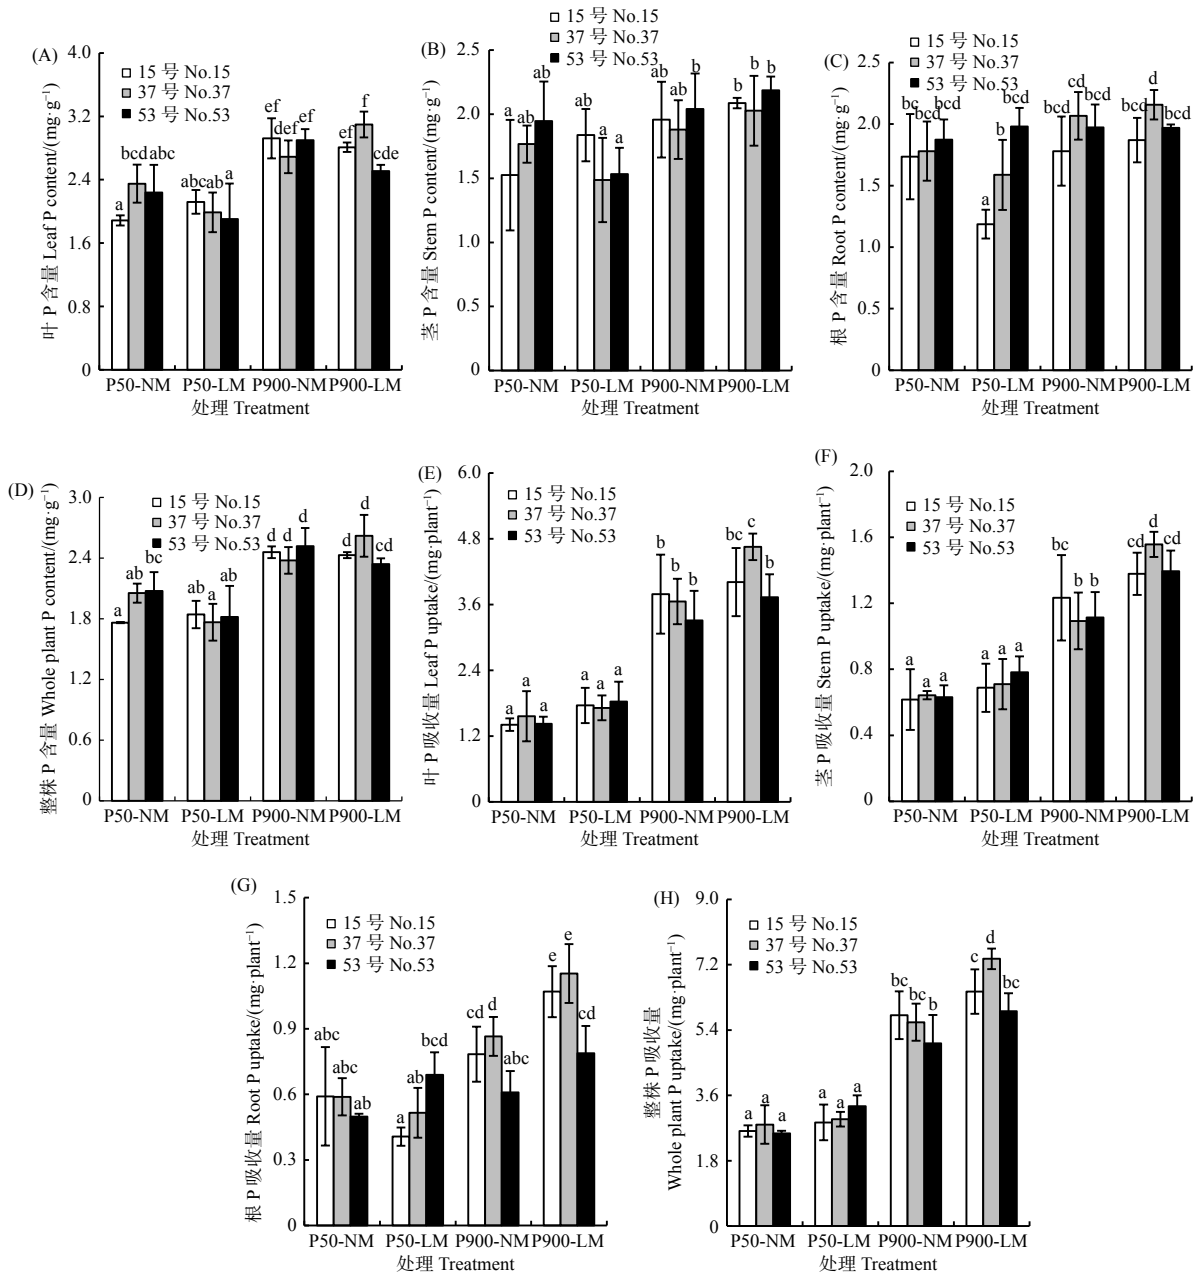 (A)
叶 P 含量 Leaf P content/(mg·g⁻¹)
4.0
3.2
2.4
1.6
0.8
0
15 号 No.15
37 号 No.37
53 号 No.53
a bcd abc
abc ab a
ef def ef
ef f cde
P50-NM P50-LM P900-NM P900-LM
处理 Treatment
(B)
茎 P 含量 Stem P content/(mg·g⁻¹)
2.5
2.0
1.5
1.0
0.5
0
15 号 No.15
37 号 No.37
53 号 No.53
a ab ab
ab a a
ab ab b
b b b
P50-NM P50-LM P900-NM P900-LM
处理 Treatment
(C)
根 P 含量 Root P content/(mg·g⁻¹)
2.5
2.0
1.5
1.0
0.5
0
15 号 No.15
37 号 No.37
53 号 No.53
bc bcd bcd
a b bcd
bcd cd bcd
bcd d bcd
P50-NM P50-LM P900-NM P900-LM
处理 Treatment
(D)
整株 P 含量 Whole plant P content/(mg·g⁻¹)
3.0
2.4
1.8
1.2
0.6
0
15 号 No.15
37 号 No.37
53 号 No.53
a ab bc
ab a ab
d d d
d d cd
P50-NM P50-LM P900-NM P900-LM
处理 Treatment
(E)
叶 P 吸收量 Leaf P uptake/(mg·plant⁻¹)
6.0
4.8
3.6
2.4
1.2
0
15 号 No.15
37 号 No.37
53 号 No.53
a a a
a a a
b b b
bc c b
P50-NM P50-LM P900-NM P900-LM
处理 Treatment
(F)
茎 P 吸收量 Stem P uptake/(mg·plant⁻¹)
2.0
1.6
1.2
0.8
0.4
0
15 号 No.15
37 号 No.37
53 号 No.53
a a a
a a a
bc b b
cd d cd
P50-NM P50-LM P900-NM P900-LM
处理 Treatment
(G)
根 P 吸收量 Root P uptake/(mg·plant⁻¹)
1.5
1.2
0.9
0.6
0.3
0
15 号 No.15
37 号 No.37
53 号 No.53
abc abc ab
a ab bcd
cd d abc
e e cd
P50-NM P50-LM P900-NM P900-LM
处理 Treatment
(H)
整株 P 吸收量
Whole plant P uptake/(mg·plant⁻¹)
9.0
7.2
5.4
3.6
1.8
0
15 号 No.15
37 号 No.37
53 号 No.53
a a a
a a a
bc bc b
c d bc
P50-NM P50-LM P900-NM P900-LM
处理 Treatment